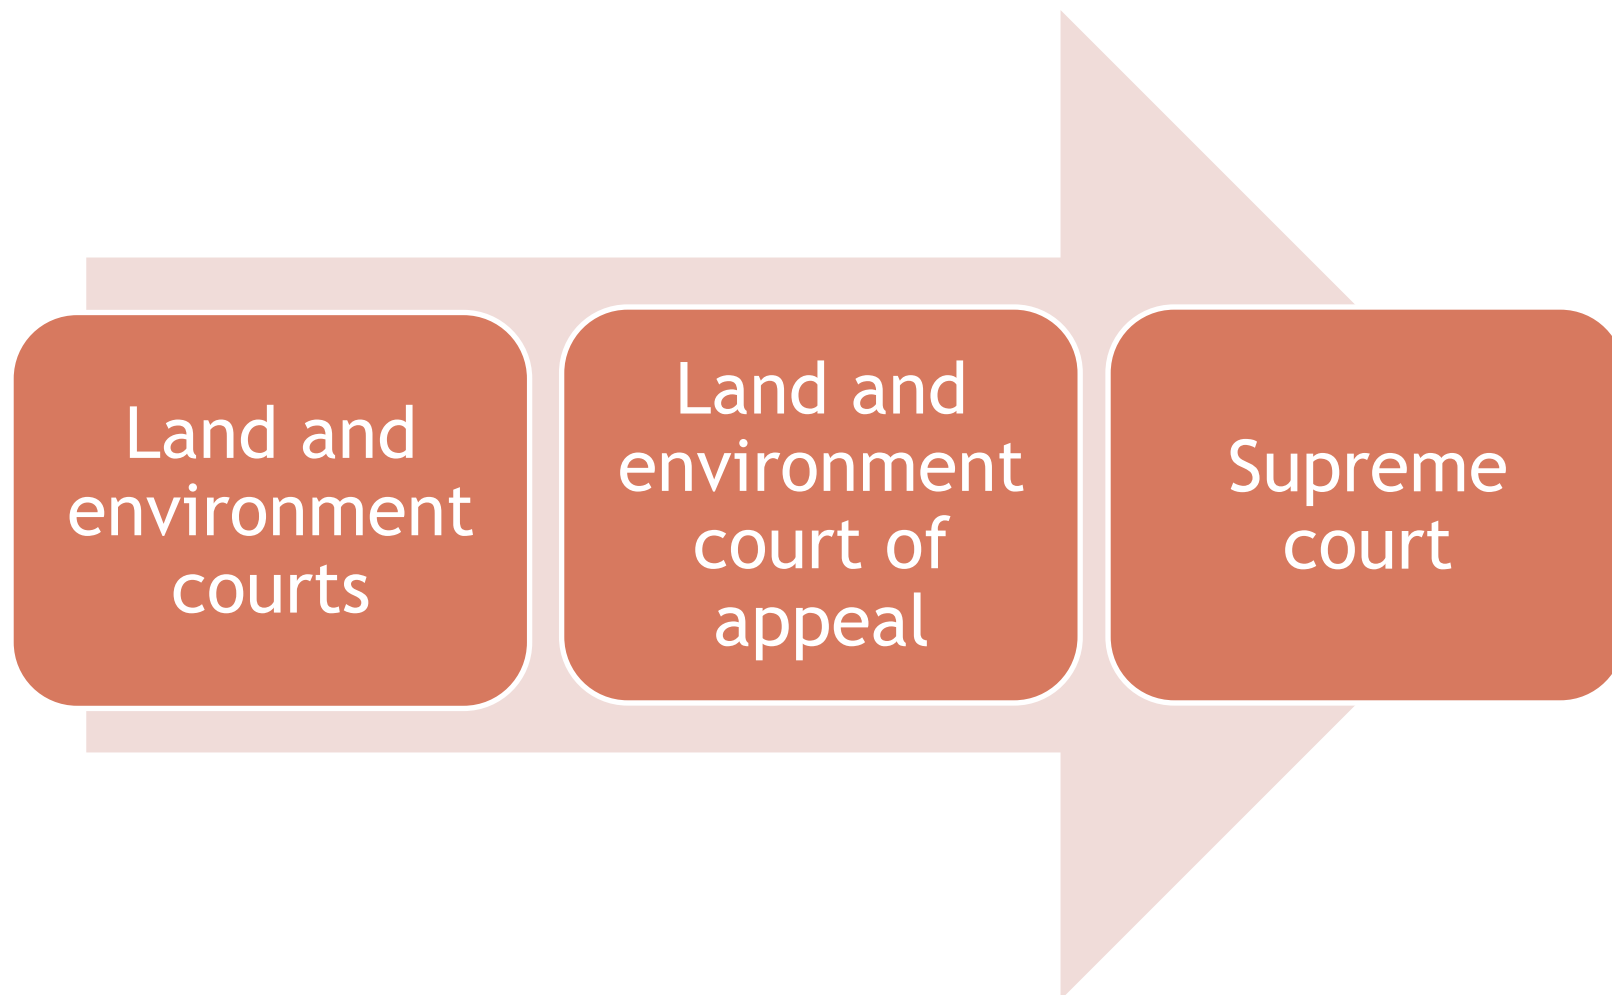 Land and
environment
courts
Land and
environment
court of
appeal
Supreme
court